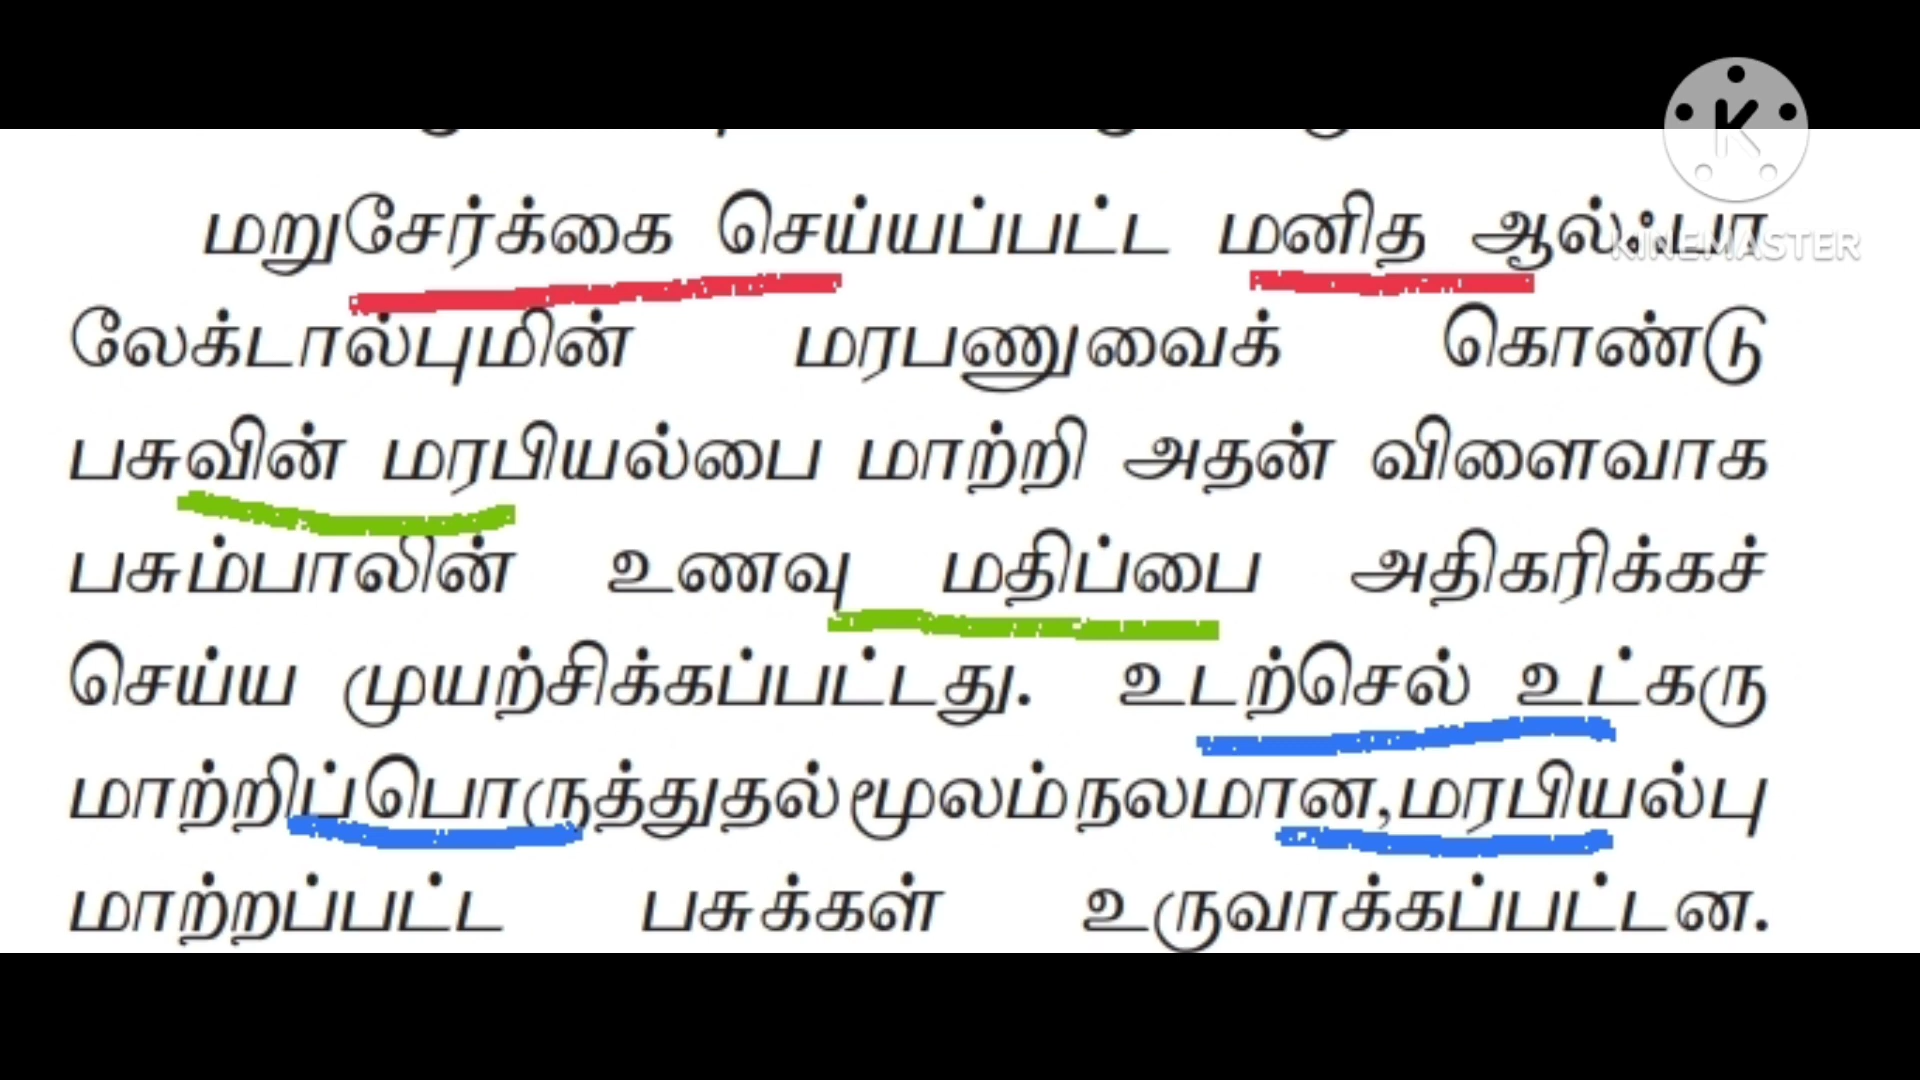 மறுசேர்க்கை செய்யப்பட்ட மனித ஆல்ஃபா
KINEMASTER
லேக்டால்புமின் மரபணுவைக் கொண்டு
பசுவின் மரபியல்பை மாற்றி அதன் விளைவாக
பசும்பாலின் உணவு மதிப்பை அதிகரிக்கச்
செய்ய முயற்சிக்கப்பட்டது. உடற்செல் உட்கரு
மாற்றிப்பொருத்துதல் மூலம் நலமான, மரபியல்பு
மாற்றப்பட்ட பசுக்கள் உருவாக்கப்பட்டன.